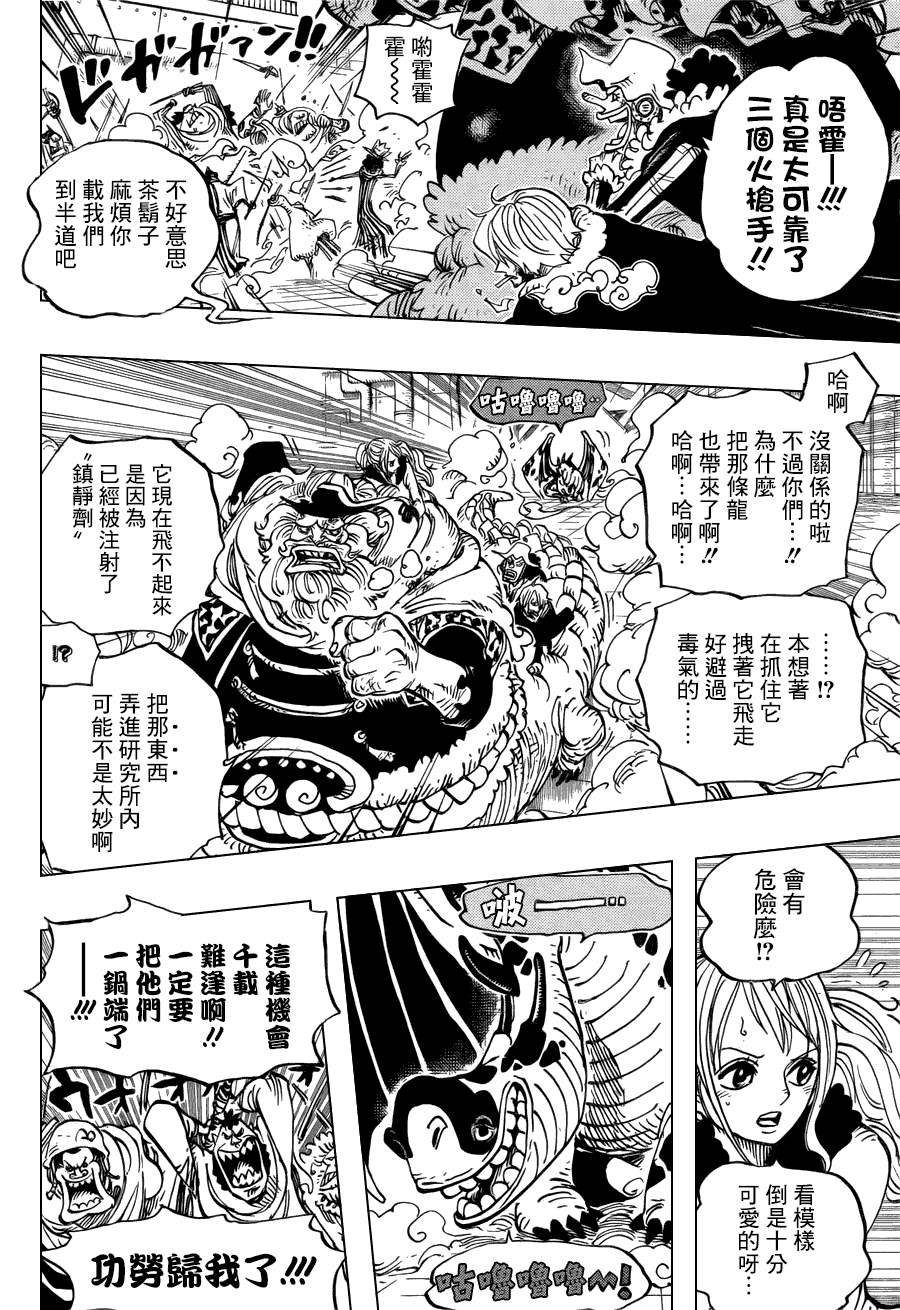 唔霍—!!!
真是太可靠了
三個火槍手!!
喲霍霍
霍～～
ドガガァン!!
不好意思
茶鬍子
麻煩你
載我們
到半道吧
哈啊
沒關係的啦
不過你們…!!
為什麼
把那條龍
也帶來了啊!!
哈啊…哈啊…
咕嚕嚕嚕…
……!?
本想著
在抓住它
拽著它飛走
好避過
毒氣的……
它現在飛不起來
是因為
已經被注射了
“鎮靜劑”
!?
把那東西
弄進研究所內
可能不是太妙啊
會有
危險麼!?
看模樣
倒是十分
可愛的呀…
啵——…
咕嚕嚕嚕～!
這種機會
千載
難逢啊!!
一定要
把他們
一鍋端了
—!!!
ウオオ
功勞歸我了!!!